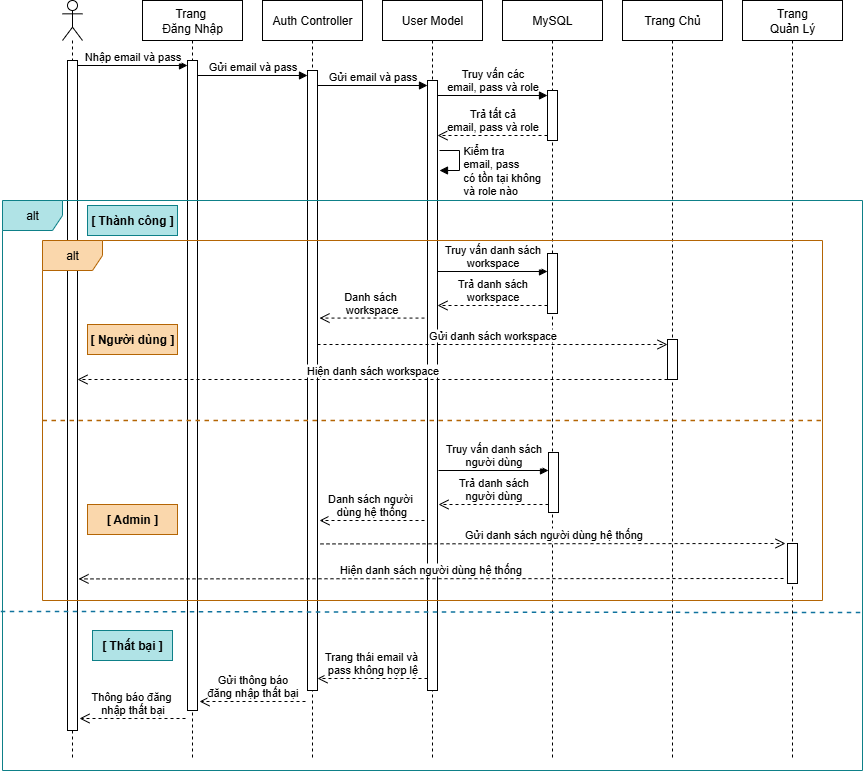 Trang
Đăng Nhập
Auth Controller
User Model
MySQL
Trang Chủ
Trang
Quản Lý
Nhập email và pass
Gửi email và pass
Gửi email và pass
Truy vấn các
email, pass và role
Trả tất cả
email, pass và role
Kiểm tra
email, pass
có tồn tại không
và role nào
alt
[ Thành công ]
alt
Truy vấn danh sách
workspace
Trả danh sách
workspace
Danh sách
workspace
[ Người dùng ]
Gửi danh sách workspace
Hiện danh sách workspace
Truy vấn danh sách
người dùng
Trả danh sách
người dùng
Danh sách người
dùng hệ thống
[ Admin ]
Gửi danh sách người dùng hệ thống
Hiện danh sách người dùng hệ thống
[ Thất bại ]
Trang thái email và
pass không hợp lệ
Gửi thông báo
đăng nhập thất bại
Thông báo đăng
nhập thất bại